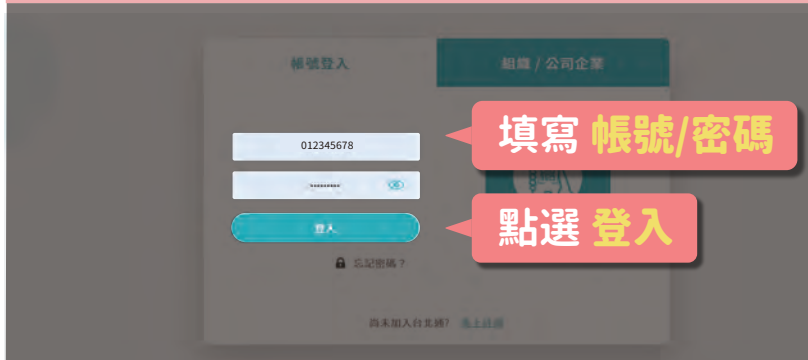 帳號登入
組織 / 公司企業
012345678
填寫 帳號/密碼
登入
點選 登入
忘記密碼？
尚未加入台北通? 馬上註冊